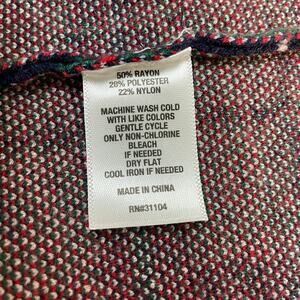 50% RAYON
28% POLYESTER
22% NYLON
MACHINE WASH COLD
WITH LIKE COLORS
GENTLE CYCLE
ONLY NON-CHLORINE
BLEACH
IF NEEDED
DRY FLAT
COOL IRON IF NEEDED
MADE IN CHINA
RN#31104